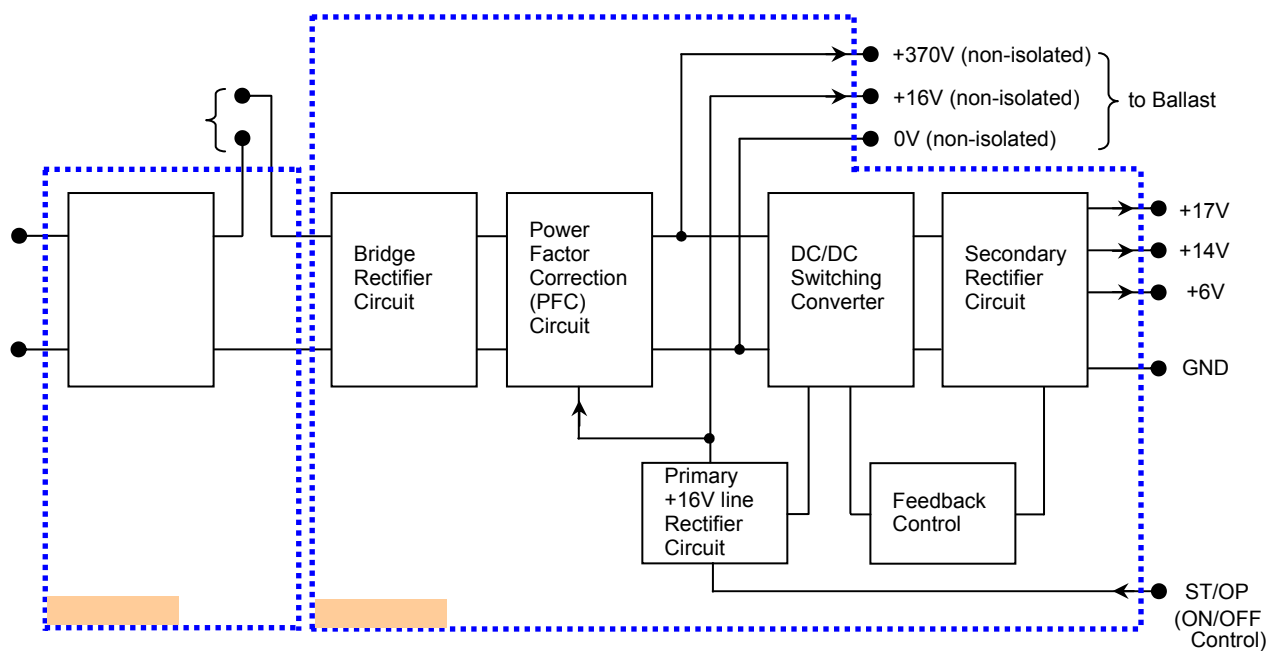 +370V (non-isolated)
+16V (non-isolated)
to Ballast
0V (non-isolated)
Bridge
Rectifier
Circuit
Power
Factor
Correction
(PFC)
Circuit
DC/DC
Switching
Converter
Secondary
Rectifier
Circuit
+17V
+14V
+6V
GND
Primary
+16V line
Rectifier
Circuit
Feedback
Control
ST/OP
(ON/OFF
Control)